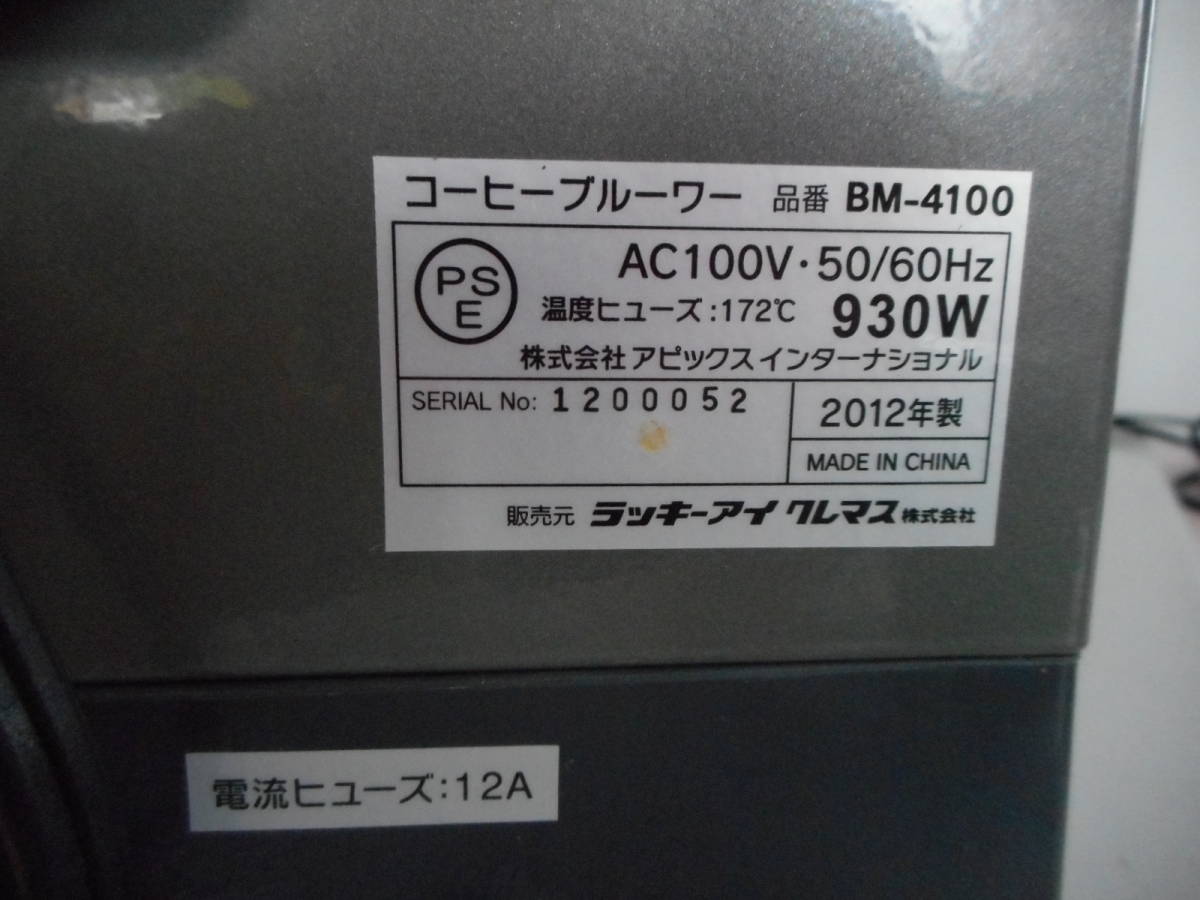 コーヒーブルーワー 品番 BM-4100
PS
E
AC100V・50/60Hz
温度ヒューズ:172℃ 930W
株式会社アピックスインターナショナル
SERIAL No: 1200052
2012年製
MADE IN CHINA
販売元 ラッキーアイ クレマス株式会社
電流ヒューズ:12A